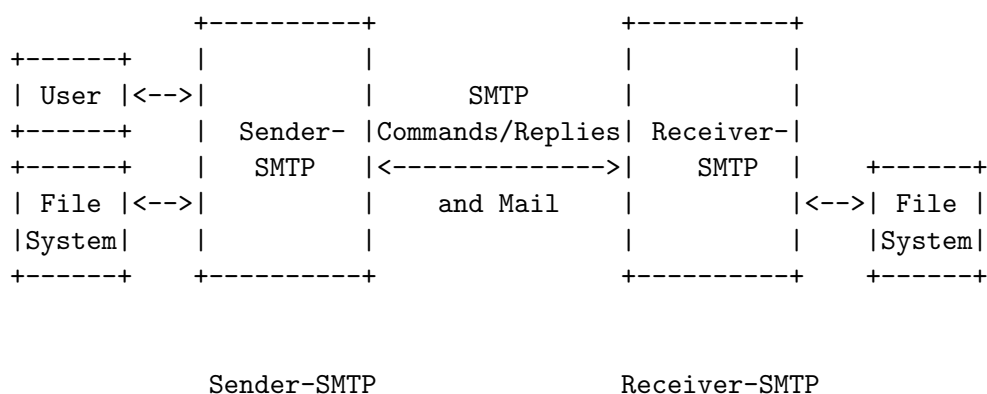 +----------+                +----------+
+------+    |          |                |          |
| User |<-->|          |      SMTP      |          |
+------+    |  Sender- |Commands/Replies| Receiver-|
+------+    |   SMTP   |<-------------->|    SMTP  |    +------+
| File |<-->|          |    and Mail    |          |<-->| File |
|System|    |          |                |          |    |System|
+------+    +----------+                +----------+    +------+
             Sender-SMTP                Receiver-SMTP